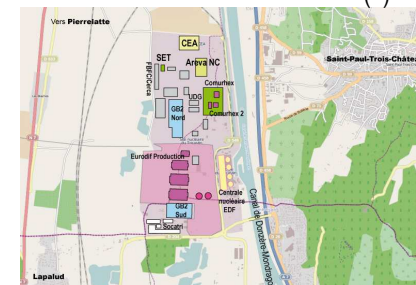 Vers Pierrelatte
CEA
SET
Areva NC
FBFC/Cerca
Comurhex
UDG
GB2
Nord
Comurhex 2
Saint-Paul-Trois-Châte
Eurodif Production
Centrale
nucléaire
EDF
GB2
Sud
Socatri
Canal de Donzère-Mondrago
Lapalud